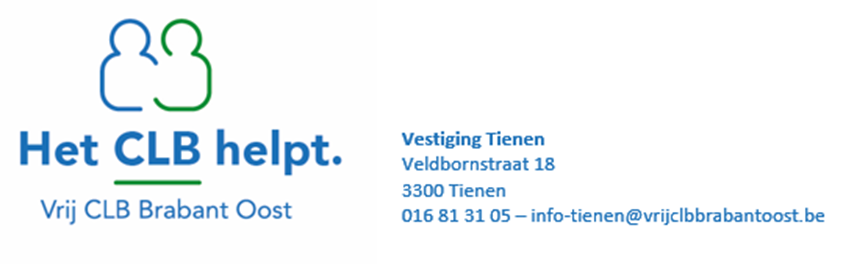 Het CLB helpt.
Vrij CLB Brabant Oost
Vestiging Tienen
Veldbornstraat 18
3300 Tienen
016 81 31 05 – info-tienen@vrijclbbrabantoost.be